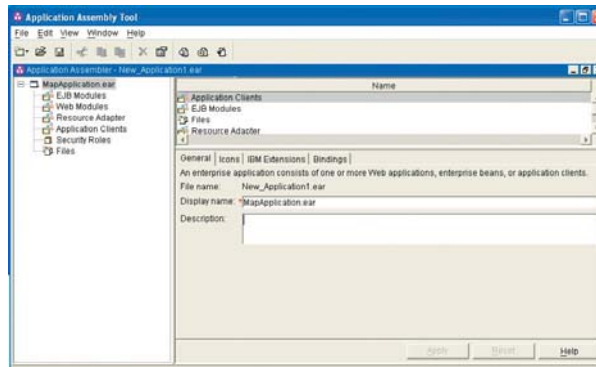 Application Assembly Tool
File Edit View Window Help
Application Assembler - New_Application1.ear
MapApplication.ear
EJB Modules
Web Modules
Resource Adapter
Application Clients
Security Roles
Files
Name
Application Clients
EJB Modules
Files
Resource Adapter
General Icons IBM Extensions Bindings
An enterprise application consists of one or more Web applications, enterprise beans, or application clients.
File name: New_Application1.ear
Display name: *MapApplication.ear
Description:
Apply Reset Help